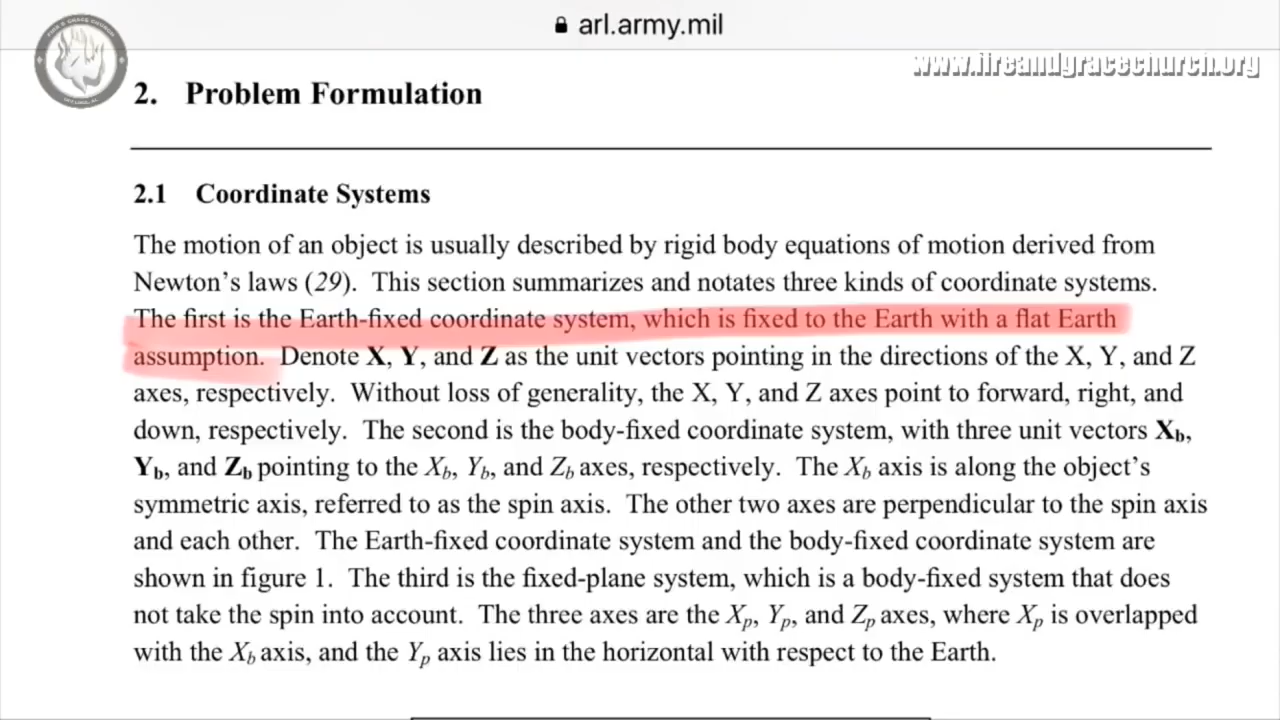 arl.army.mil
www.fireandgracechurch.org
FIRE & GRACE CHURCH
2. Problem Formulation
2.1 Coordinate Systems
The motion of an object is usually described by rigid body equations of motion derived from
Newton’s laws (29). This section summarizes and notates three kinds of coordinate systems.
The first is the Earth-fixed coordinate system, which is fixed to the Earth with a flat Earth
assumption. Denote X, Y, and Z as the unit vectors pointing in the directions of the X, Y, and Z
axes, respectively. Without loss of generality, the X, Y, and Z axes point to forward, right, and
down, respectively. The second is the body-fixed coordinate system, with three unit vectors Xb,
Yb, and Zb pointing to the Xb, Yb, and Zb axes, respectively. The Xb axis is along the object’s
symmetric axis, referred to as the spin axis. The other two axes are perpendicular to the spin axis
and each other. The Earth-fixed coordinate system and the body-fixed coordinate system are
shown in figure 1. The third is the fixed-plane system, which is a body-fixed system that does
not take the spin into account. The three axes are the Xp, Yp, and Zp axes, where Xp is overlapped
with the Xb axis, and the Yp axis lies in the horizontal with respect to the Earth.